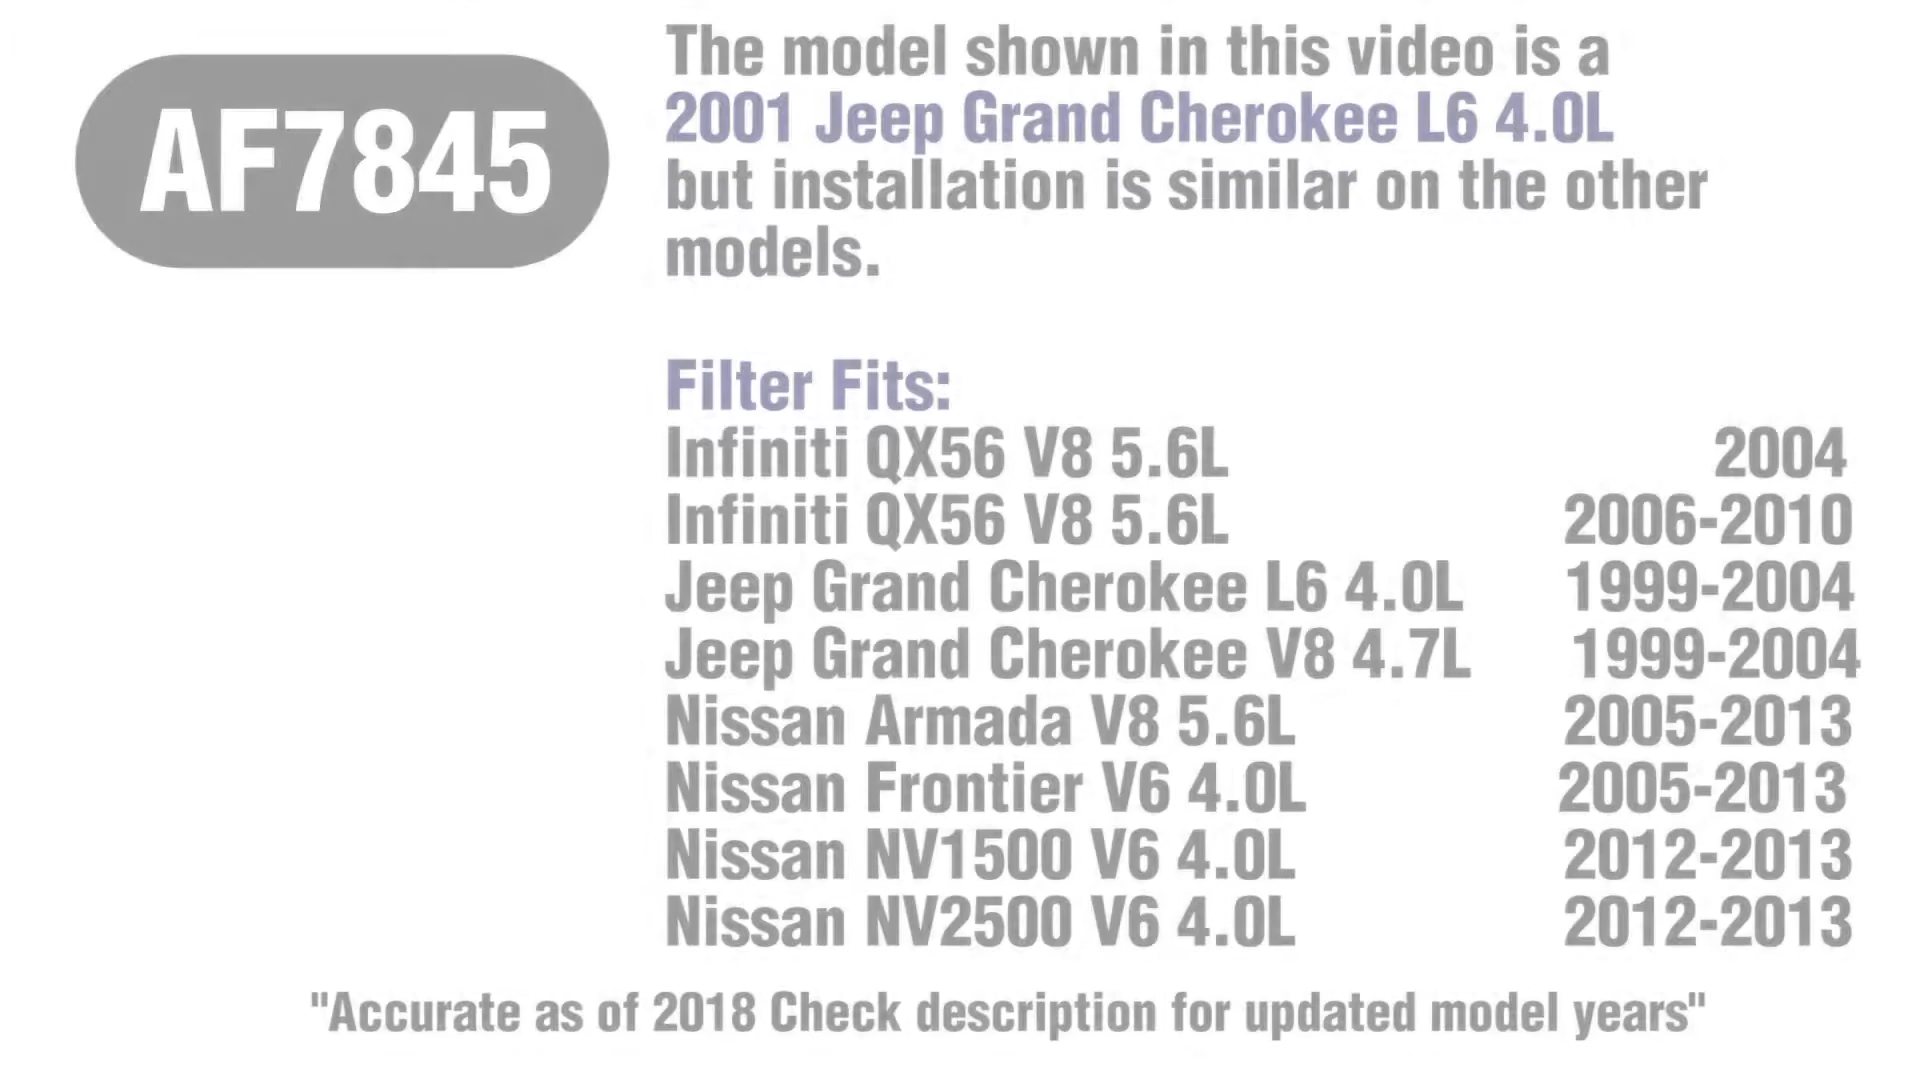 AF7845
The model shown in this video is a
2001 Jeep Grand Cherokee L6 4.0L
but installation is similar on the other
models.
Filter Fits:
Infiniti QX56 V8 5.6L 2004
Infiniti QX56 V8 5.6L 2006-2010
Jeep Grand Cherokee L6 4.0L 1999-2004
Jeep Grand Cherokee V8 4.7L 1999-2004
Nissan Armada V8 5.6L 2005-2013
Nissan Frontier V6 4.0L 2005-2013
Nissan NV1500 V6 4.0L 2012-2013
Nissan NV2500 V6 4.0L 2012-2013
"Accurate as of 2018 Check description for updated model years"